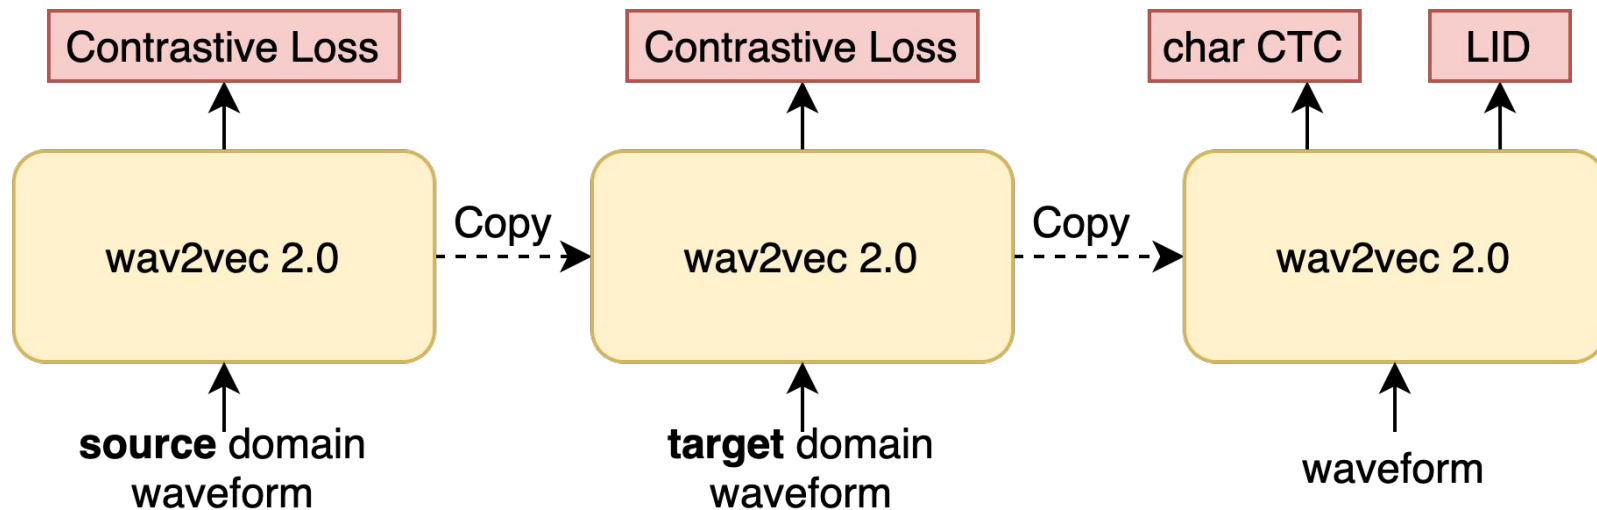 Contrastive Loss
Contrastive Loss
char CTC
LID
wav2vec 2.0
Copy
wav2vec 2.0
Copy
wav2vec 2.0
source domain
waveform
target domain
waveform
waveform